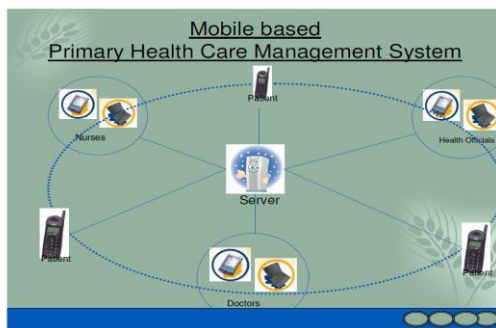 Mobile based
Primary Health Care Management System
Patient
Nurses
Health Officials
Server
Patient
Patient
Doctors